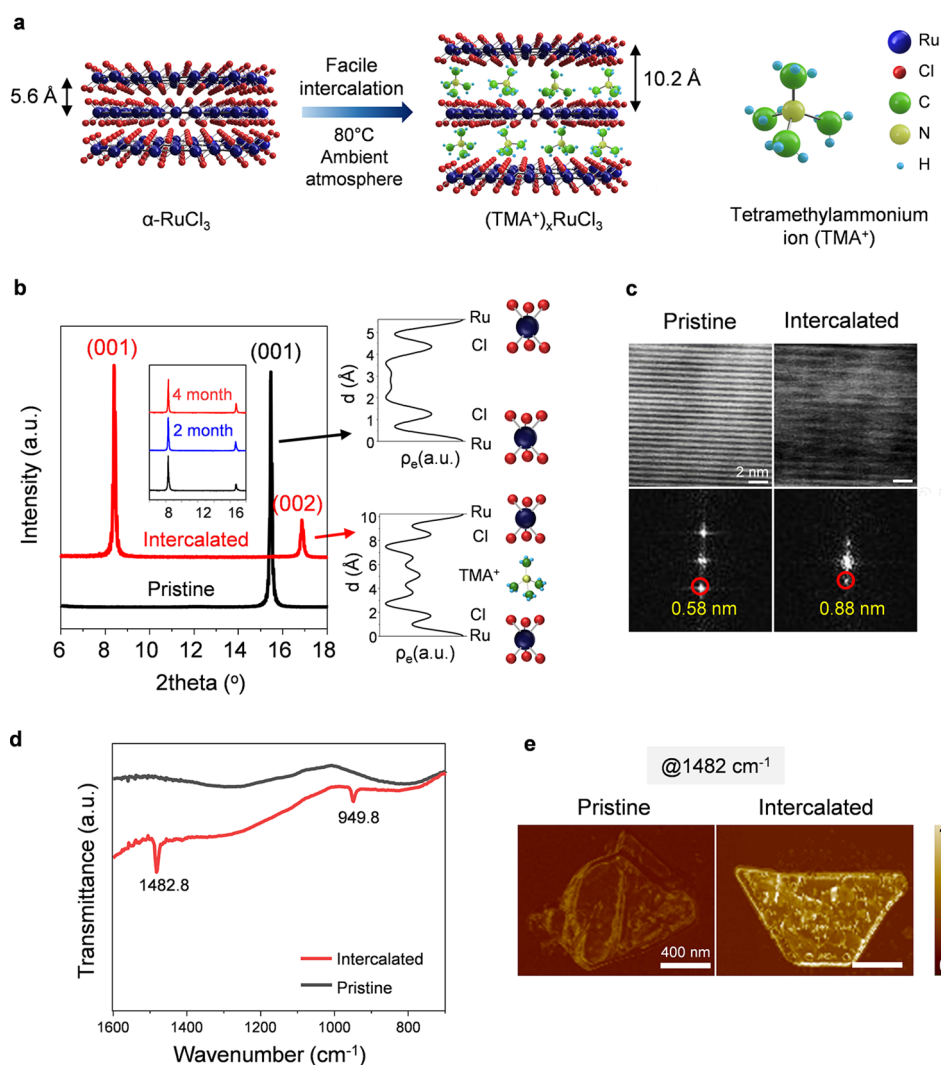 a
5.6 Å
Facile
intercalation
80°C
Ambient
atmosphere
10.2 Å
Ru
Cl
C
N
H
α-RuCl₃
(TMA⁺)ₓRuCl₃
Tetramethylammonium
ion (TMA⁺)
b
Intensity (a.u.)
(001)
(001)
4 month
2 month
8 12 16
(002)
Intercalated
Pristine
6 8 10 12 14 16 18
2theta (º)
d (Å)
5
4
3
2
1
0
Ru
Cl
Cl
Ru
ρₑ(a.u.)
d (Å)
10
8
6
4
2
0
Ru
Cl
TMA⁺
Cl
Ru
ρₑ(a.u.)
c
Pristine Intercalated
2 nm
0.58 nm 0.88 nm
d
Transmittance (a.u.)
949.8
1482.8
Intercalated
Pristine
1600 1400 1200 1000 800
Wavenumber (cm⁻¹)
e
@1482 cm⁻¹
Pristine Intercalated
400 nm